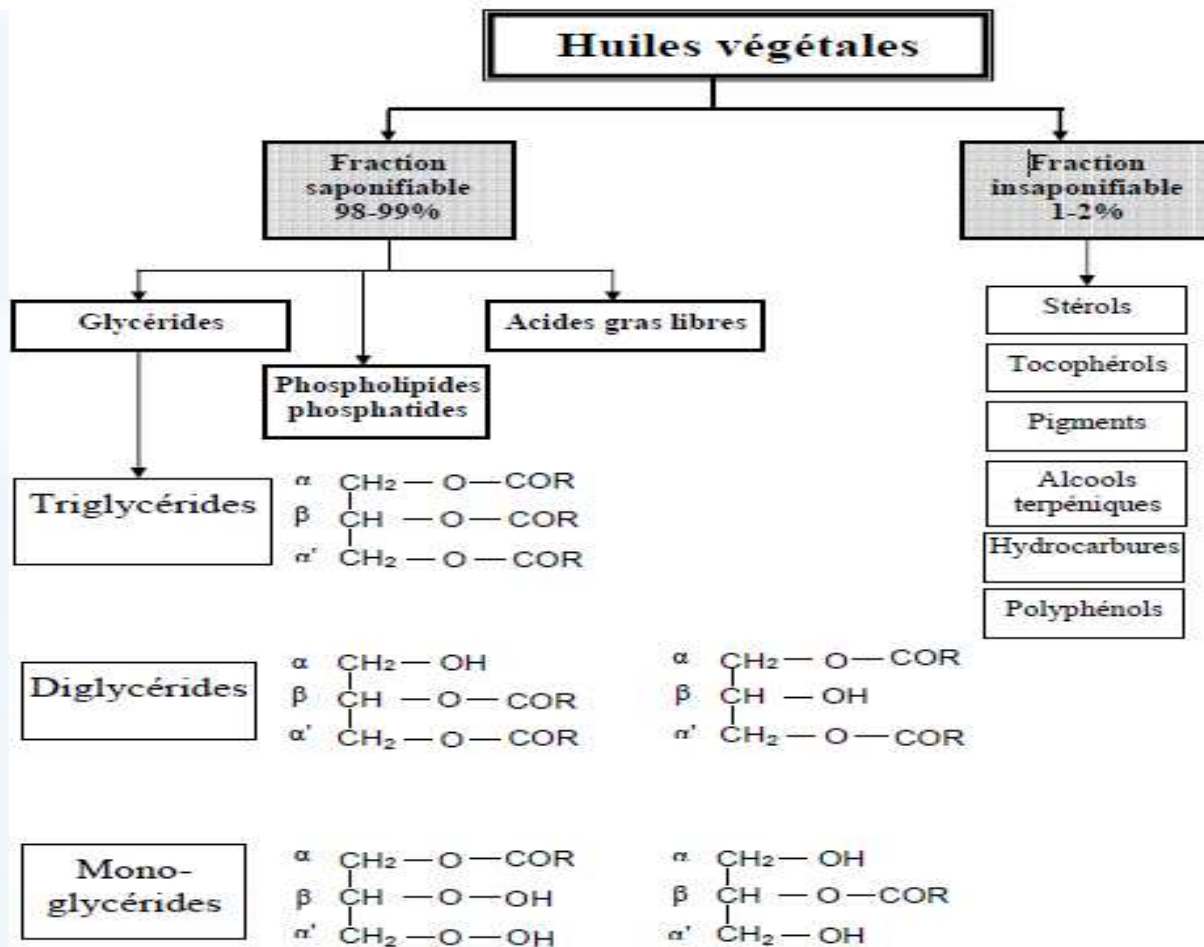 Huiles végétales
Fraction
saponifiable
98-99%
Fraction
insaponifiable
1-2%
Glycérides
Phospholipides
phosphatides
Acides gras libres
Stérols
Tocophérols
Pigments
Alcools
terpéniques
Hydrocarbures
Polyphénols
Triglycérides
α CH₂ — O — COR
β CH — O — COR
α' CH₂ — O — COR
Diglycérides
α CH₂ — OH
β CH — O — COR
α' CH₂ — O — COR
α CH₂ — O — COR
β CH — OH
α' CH₂ — O — COR
Mono-
glycérides
α CH₂ — O — COR
β CH — O — OH
α' CH₂ — O — OH
α CH₂ — OH
β CH — O — COR
α' CH₂ — OH